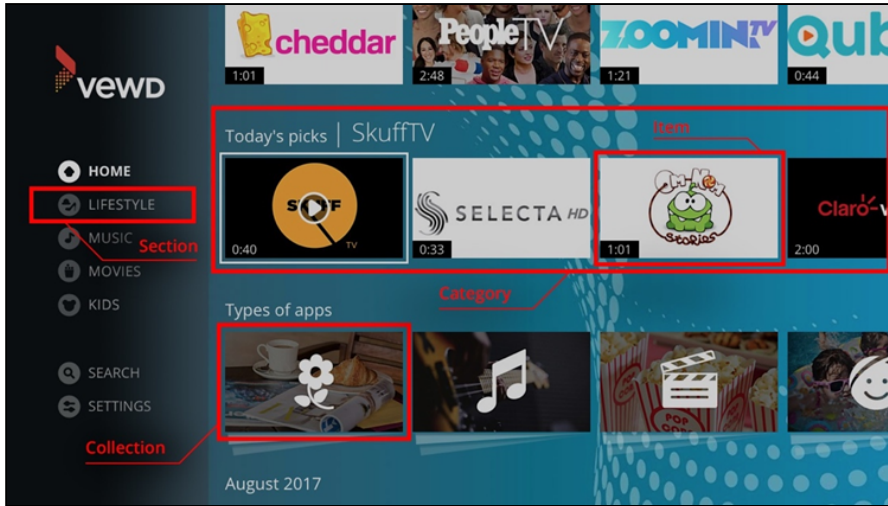 vewd
HOME
LIFESTYLE
MUSIC
MOVIES
KIDS
SEARCH
SETTINGS
Section
Collection
cheddar
1:01
PeopleTV
2:48
ZOOMIN.TV
1:21
Qub
0:44
Today's picks | SkuffTV
Item
SKUFF
TV
0:40
SELECTA HD
0:33
OM-NOM
STORIES
1:01
Claro-v
2:00
Category
Types of apps
POP
CORN
August 2017